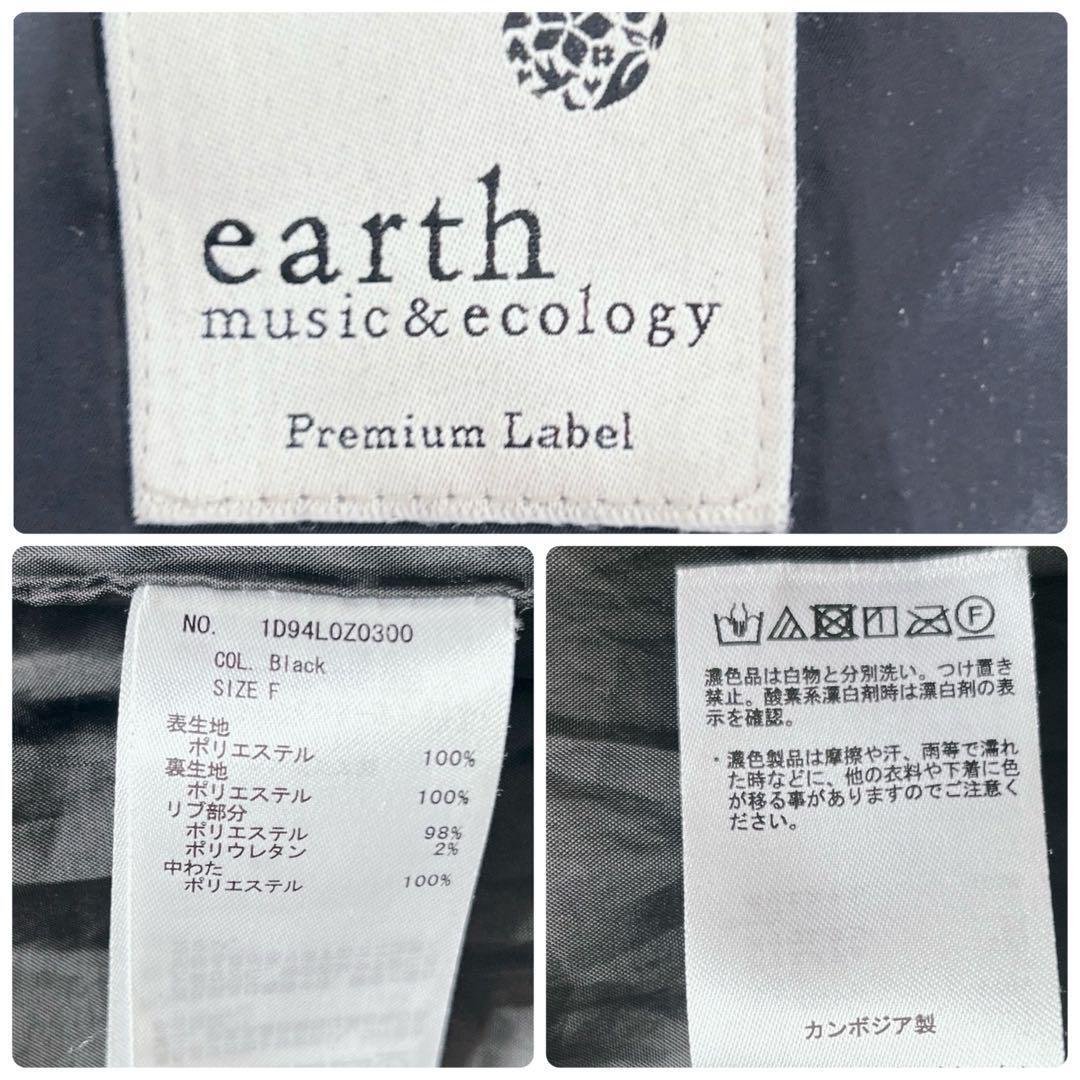 earth
music&ecology
Premium Label
NO. 1D94L0Z0300
COL. Black
SIZE F
表生地
ポリエステル 100%
裏生地
ポリエステル 100%
リブ部分
ポリエステル 98%
ポリウレタン 2%
中わた
ポリエステル 100%
F
濃色品は白物と分別洗い。つけ置き
禁止。酸素系漂白剤時は漂白剤の表
示を確認。
・濃色製品は摩擦や汗、雨等で濡れ
た時などに、他の衣料や下着に色
が移る事がありますのでご注意く
ださい。
カンボジア製